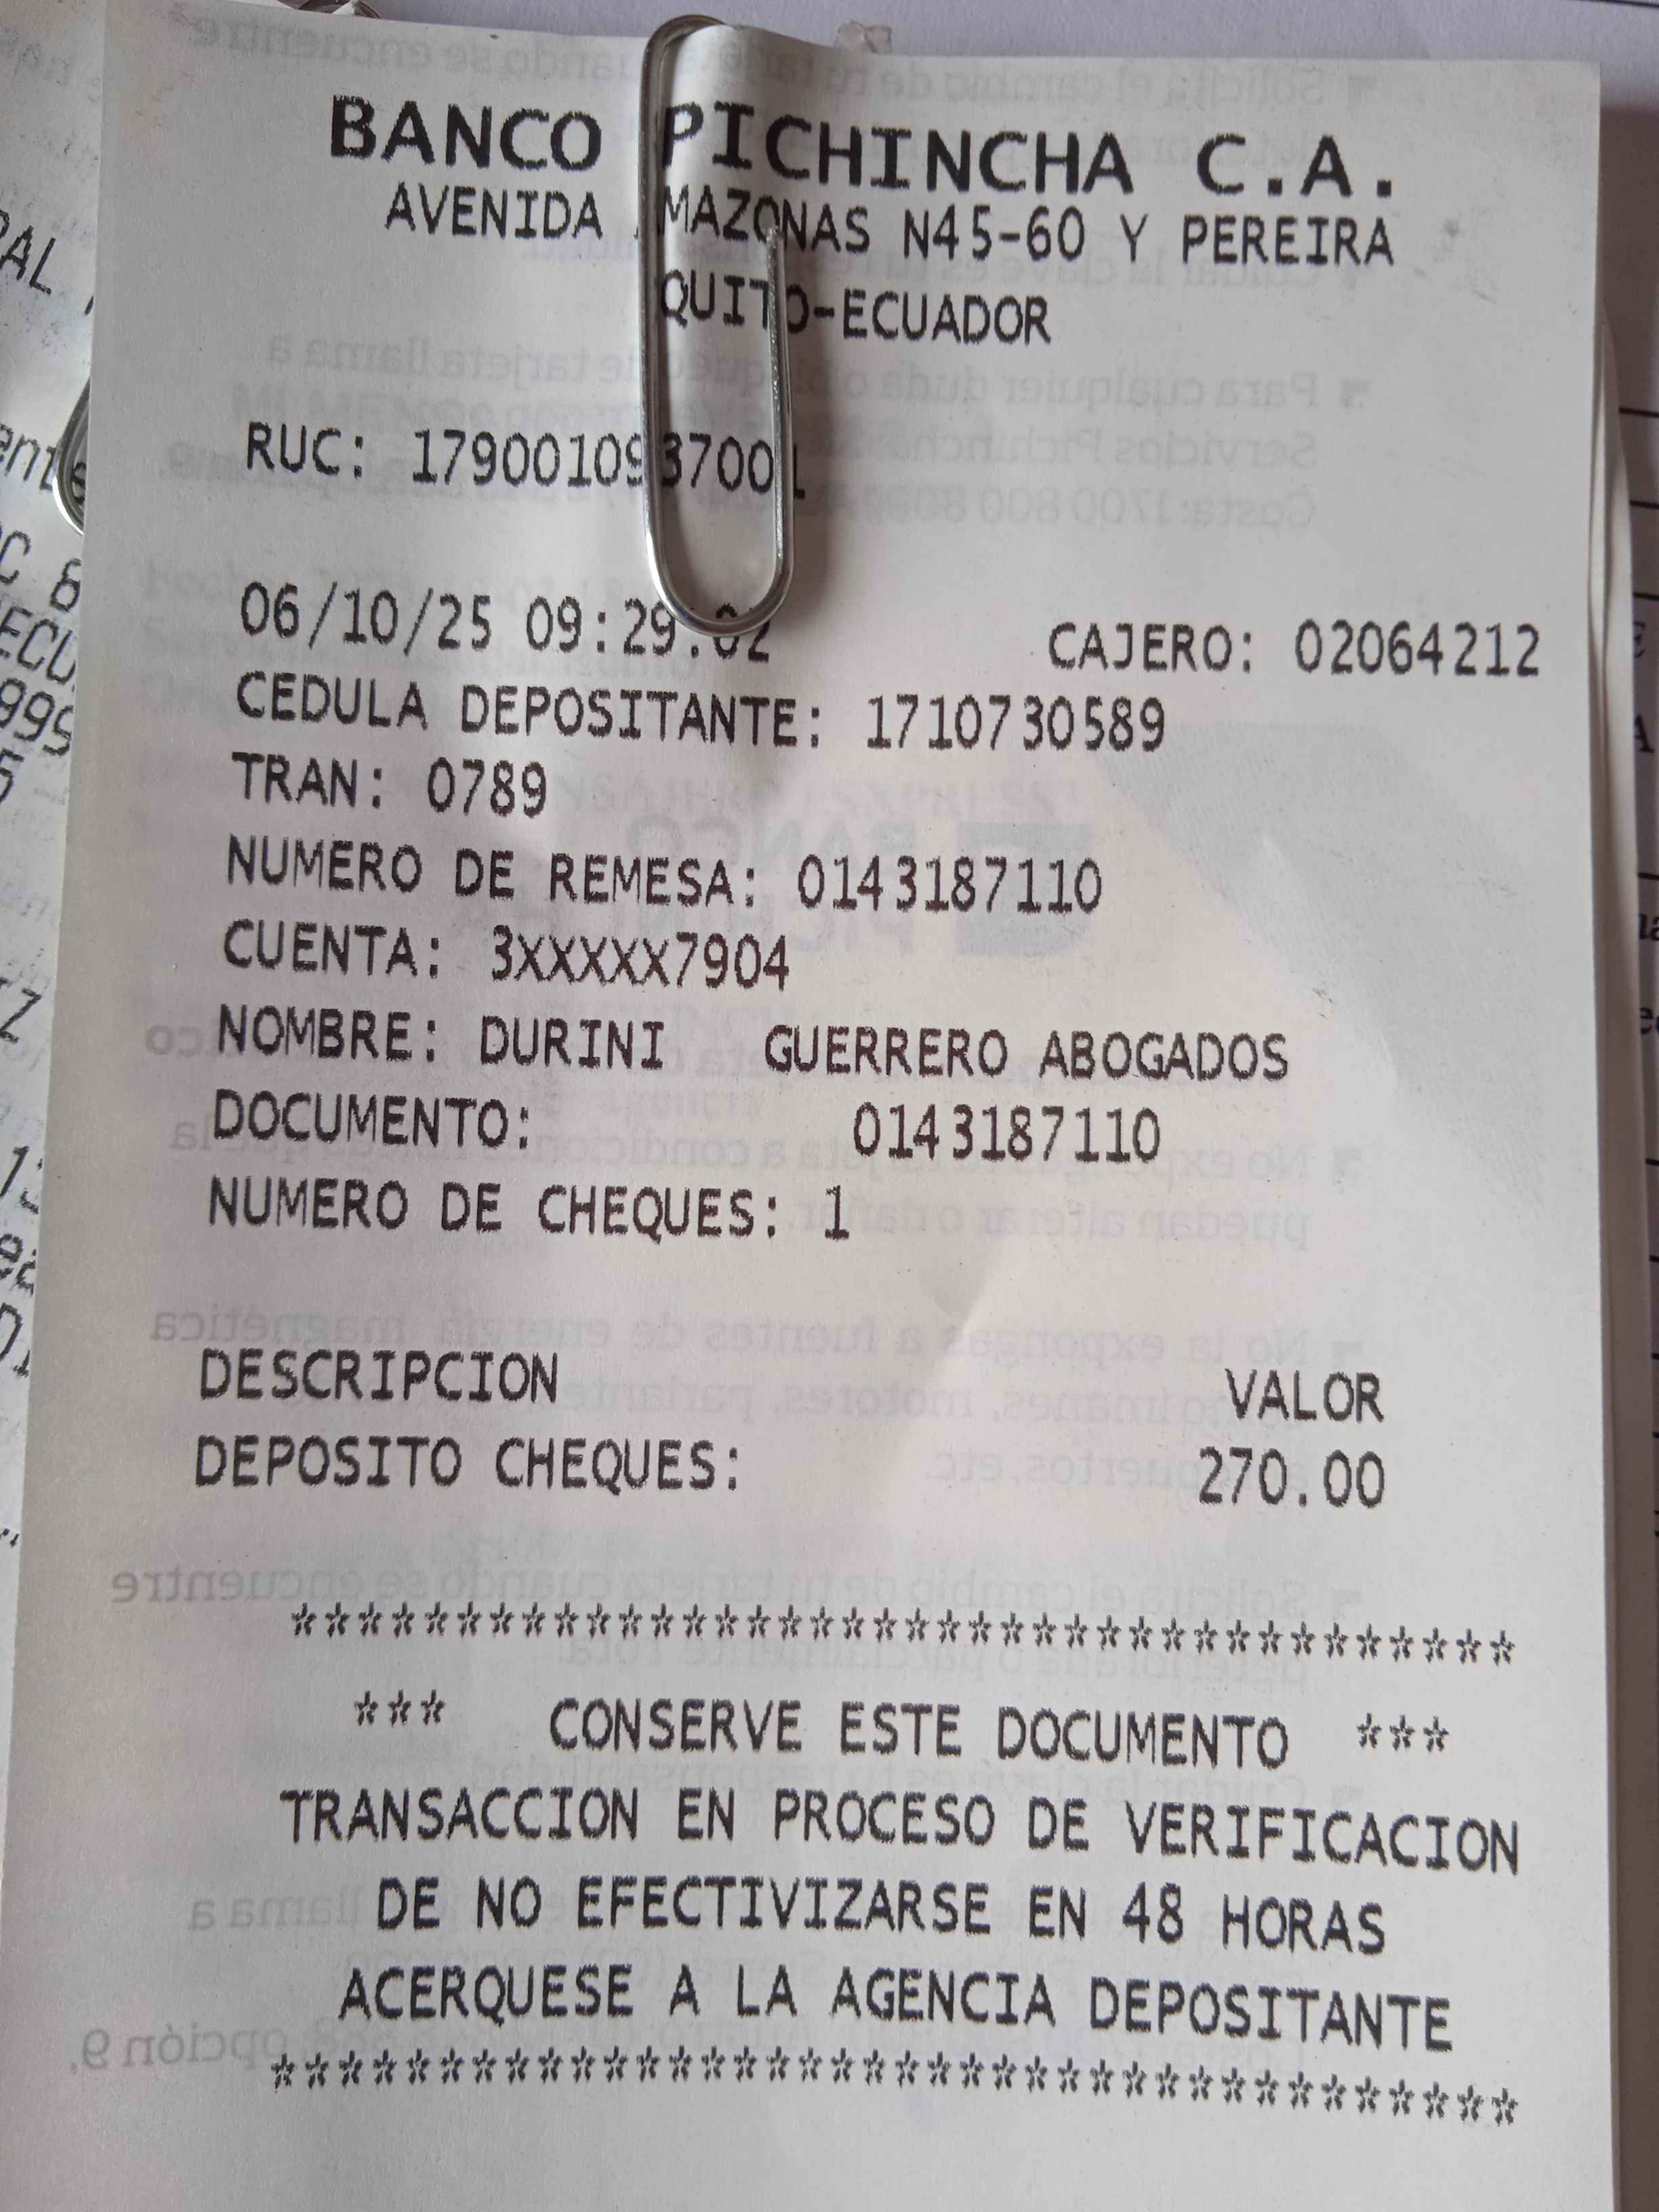 BANCO PICHINCHA C.A.
AVENIDA AMAZONAS N45-60 Y PEREIRA
QUITO-ECUADOR
RUC: 1790010937001
06/10/25 09:29:02 CAJERO: 02064212
CEDULA DEPOSITANTE: 1710730589
TRAN: 0789
NUMERO DE REMESA: 0143187110
CUENTA: 3XXXXX7904
NOMBRE: DURINI GUERRERO ABOGADOS
DOCUMENTO: 0143187110
NUMERO DE CHEQUES: 1
DESCRIPCION VALOR
DEPOSITO CHEQUES: 270.00
**************************************
*** CONSERVE ESTE DOCUMENTO ***
TRANSACCION EN PROCESO DE VERIFICACION
DE NO EFECTIVIZARSE EN 48 HORAS
ACERQUESE A LA AGENCIA DEPOSITANTE
**************************************